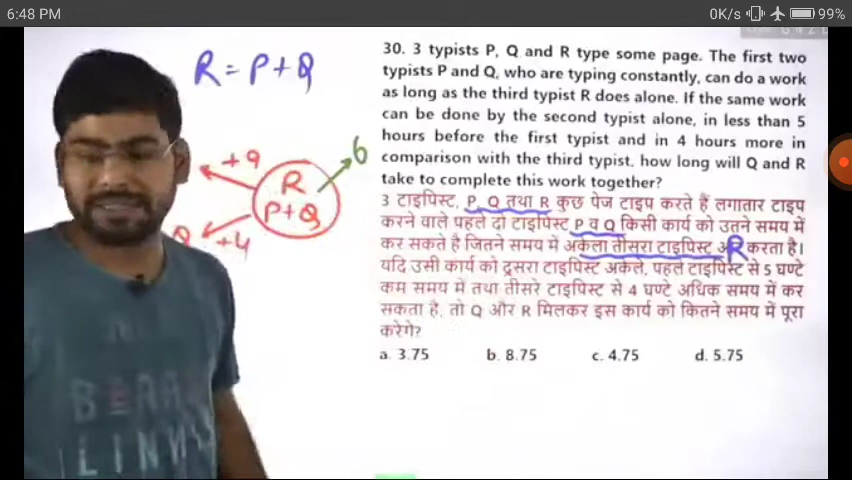 6:48 PM
0K/s 99%
R = P + Q
30. 3 typists P, Q and R type some page. The first two
typists P and Q, who are typing constantly, can do a work
as long as the third typist R does alone. If the same work
can be done by the second typist alone, in less than 5
hours before the first typist and in 4 hours more in
comparison with the third typist, how long will Q and R
take to complete this work together?
3 टाइपिस्ट, P, Q तथा R कुछ पेज टाइप करते हैं लगातार टाइप
करने वाले पहले दो टाइपिस्ट P व Q किसी कार्य को उतने समय में
कर सकते है जितने समय में अकेला तीसरा टाइपिस्ट R करता है।
यदि उसी कार्य को दूसरा टाइपिस्ट अकेले, पहले टाइपिस्ट से 5 घण्टे
कम समय में तथा तीसरे टाइपिस्ट से 4 घण्टे अधिक समय में कर
सकता है, तो Q और R मिलकर इस कार्य को कितने समय में पूरा
करेगे?
a. 3.75 b. 8.75 c. 4.75 d. 5.75
+9
6
R
P+Q
Q
+4